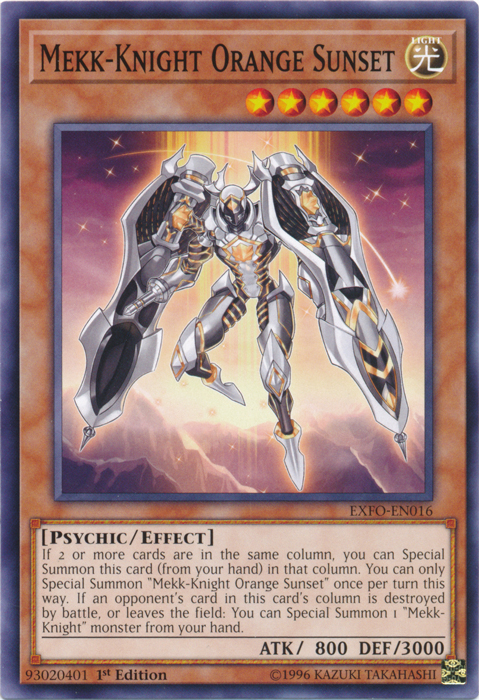 MEKK-KNIGHT ORANGE SUNSET
LIGHT
光
EXFO-EN016
[PSYCHIC/EFFECT]
If 2 or more cards are in the same column, you can Special
Summon this card (from your hand) in that column. You can only
Special Summon "Mekk-Knight Orange Sunset" once per turn this
way. If an opponent's card in this card's column is destroyed
by battle, or leaves the field: You can Special Summon 1 "Mekk-
Knight" monster from your hand.
ATK/ 800 DEF/3000
93020401 1st Edition ©1996 KAZUKI TAKAHASHI